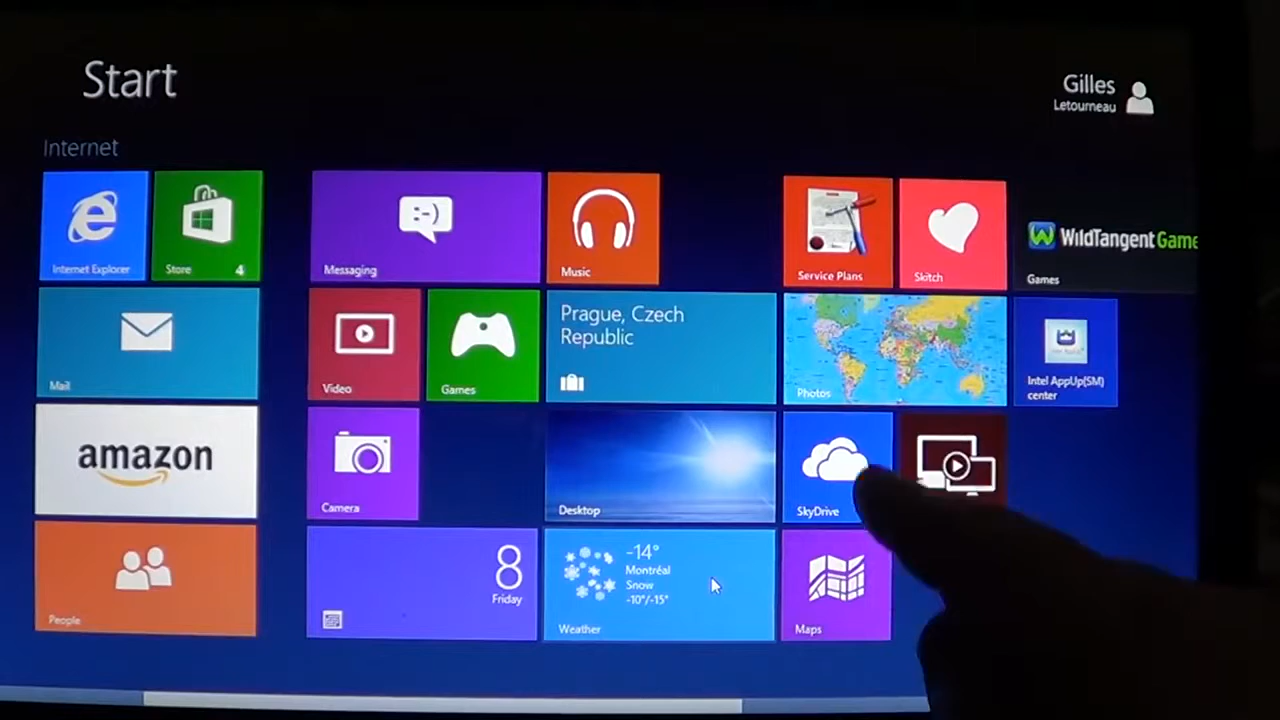 Start
Gilles
Letourneau
Internet
Internet Explorer
Store
4
Messaging
Music
Service Plans
Skitch
WildTangent Game
Games
Mail
Video
Games
Prague, Czech
Republic
Photos
Intel AppUp(SM)
center
amazon
Camera
Desktop
SkyDrive
People
8
Friday
-14°
Montréal
Snow
-10°/-15°
Weather
Maps